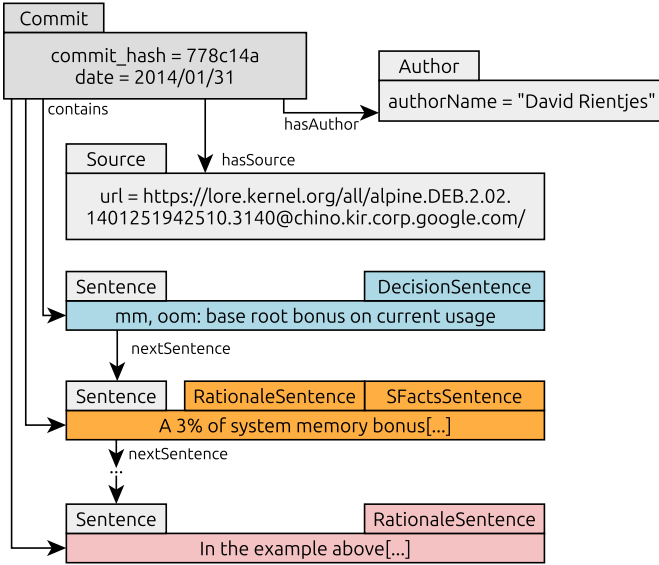 Commit
commit_hash = 778c14a
date = 2014/01/31
Author
authorName = "David Rientjes"
contains
hasAuthor
hasSource
Source
url = https://lore.kernel.org/all/alpine.DEB.2.02.
1401251942510.3140@chino.kir.corp.google.com/
Sentence
DecisionSentence
mm, oom: base root bonus on current usage
nextSentence
Sentence
RationaleSentence
SFactsSentence
A 3% of system memory bonus[...]
nextSentence
...
Sentence
RationaleSentence
In the example above[...]